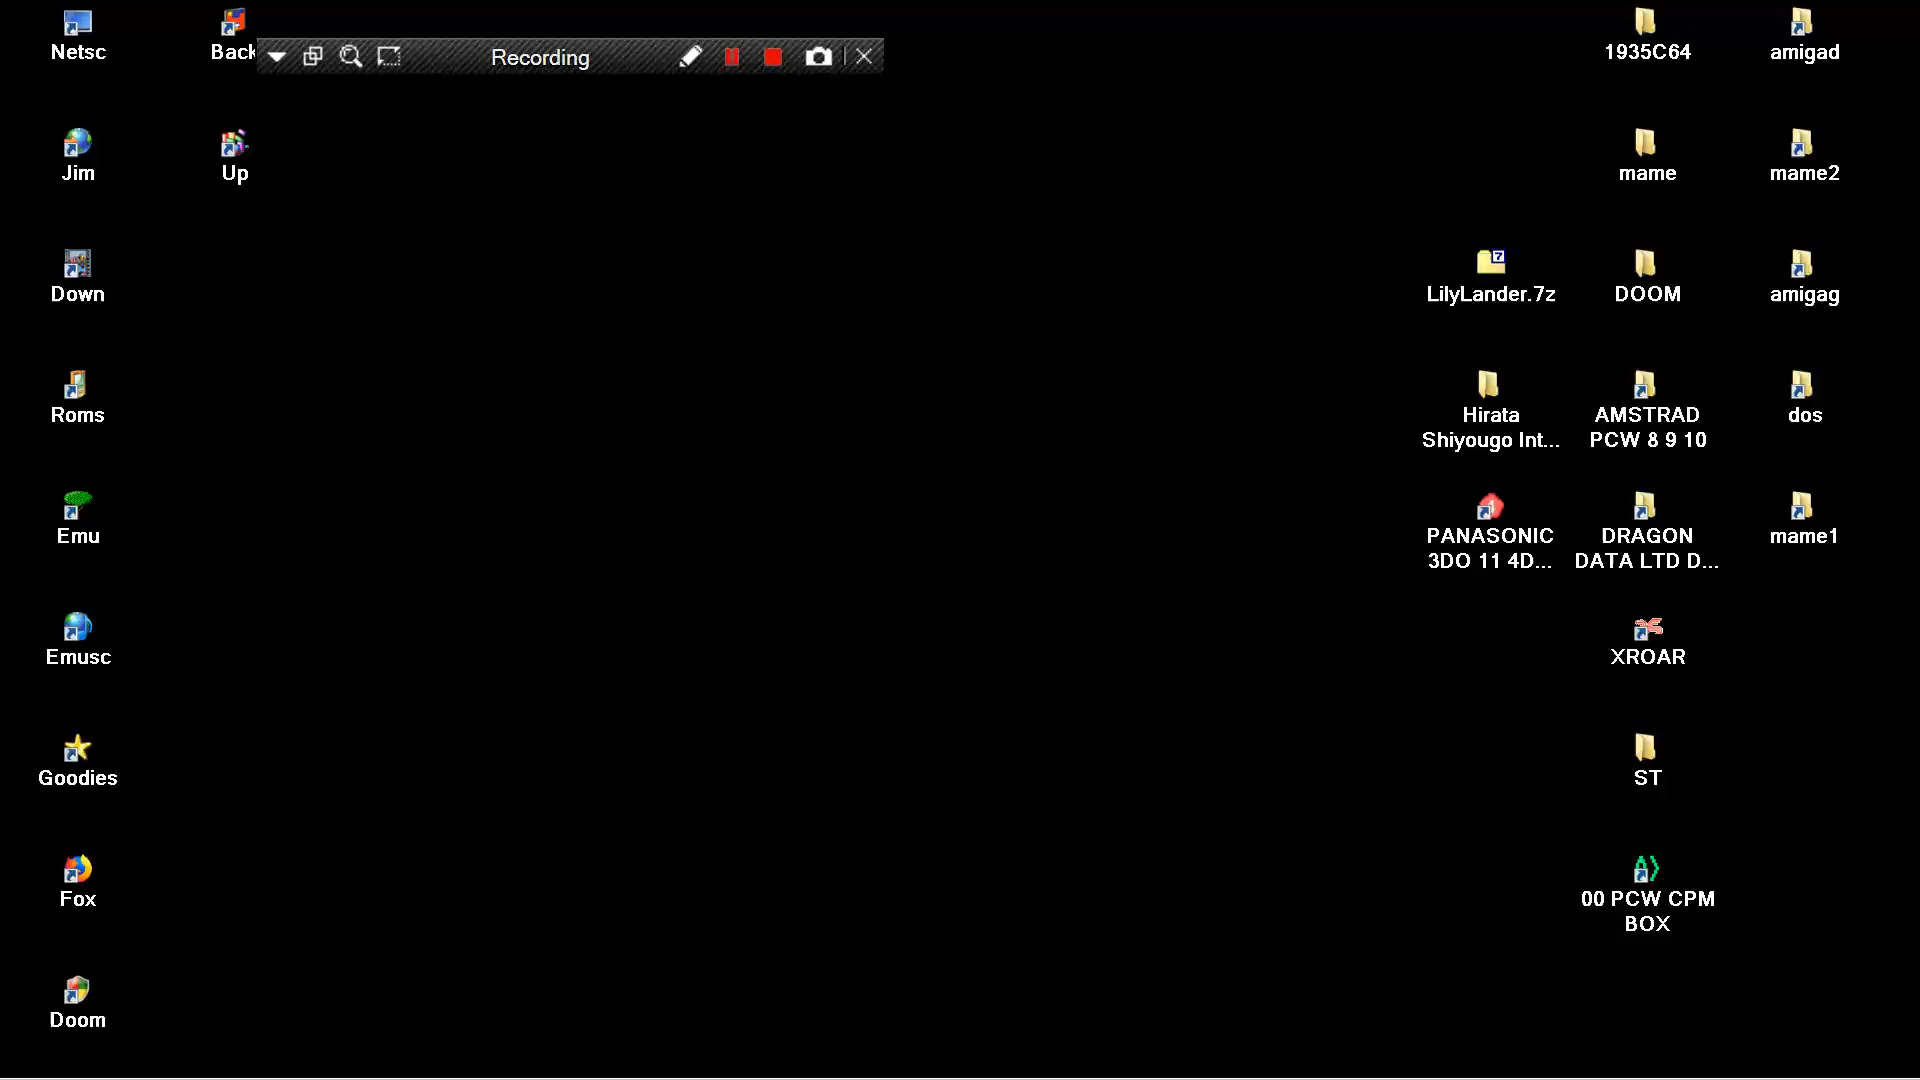 Netsc
Back
Recording
1935C64
amigad
Jim
Up
mame
mame2
Down
LilyLander.7z
DOOM
amigag
Roms
Hirata
Shiyougo Int...
AMSTRAD
PCW 8 9 10
dos
Emu
PANASONIC
3DO 11 4D...
DRAGON
DATA LTD D...
mame1
Emusc
XROAR
Goodies
ST
Fox
00 PCW CPM
BOX
Doom